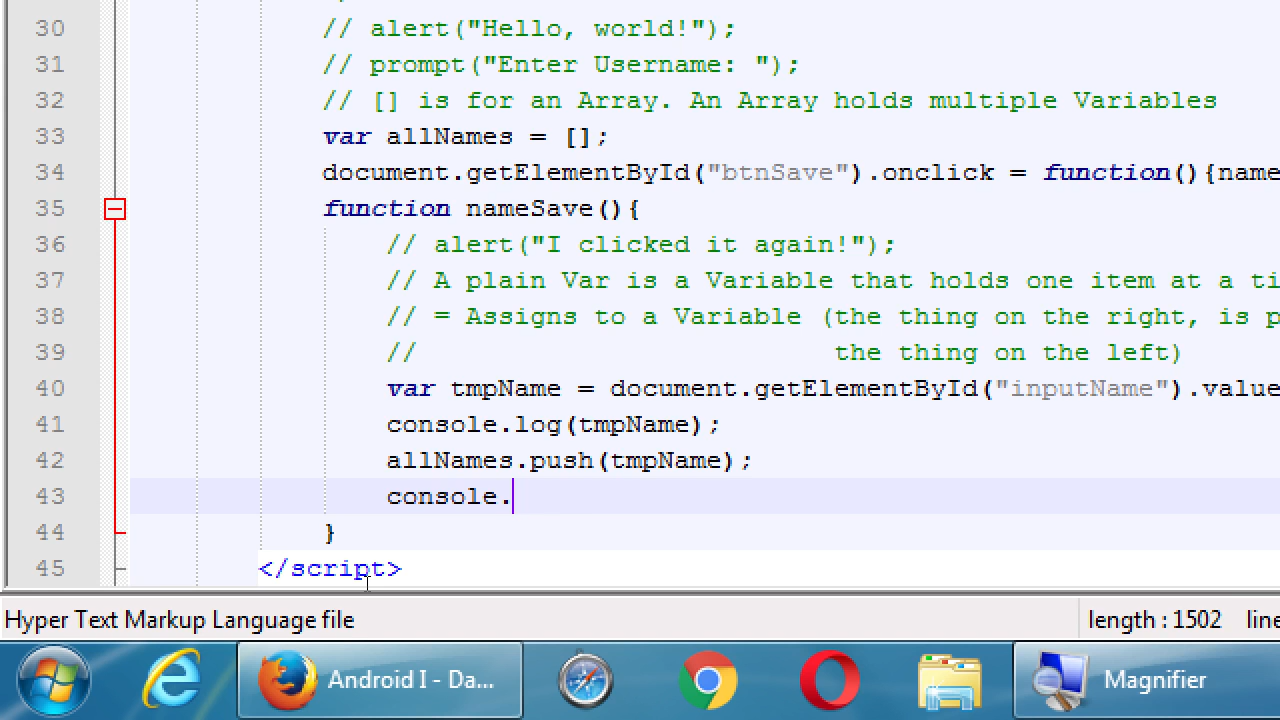 30 // alert("Hello, world!");
31 // prompt("Enter Username: ");
32 // [] is for an Array. An Array holds multiple Variables
33 var allNames = [];
34 document.getElementById("btnSave").onclick = function(){name
35 function nameSave(){
36 // alert("I clicked it again!");
37 // A plain Var is a Variable that holds one item at a ti
38 // = Assigns to a Variable (the thing on the right, is p
39 // the thing on the left)
40 var tmpName = document.getElementById("inputName").value
41 console.log(tmpName);
42 allNames.push(tmpName);
43 console.
44 }
45 </script>
Hyper Text Markup Language file length : 1502 line
Android I - Da... Magnifier